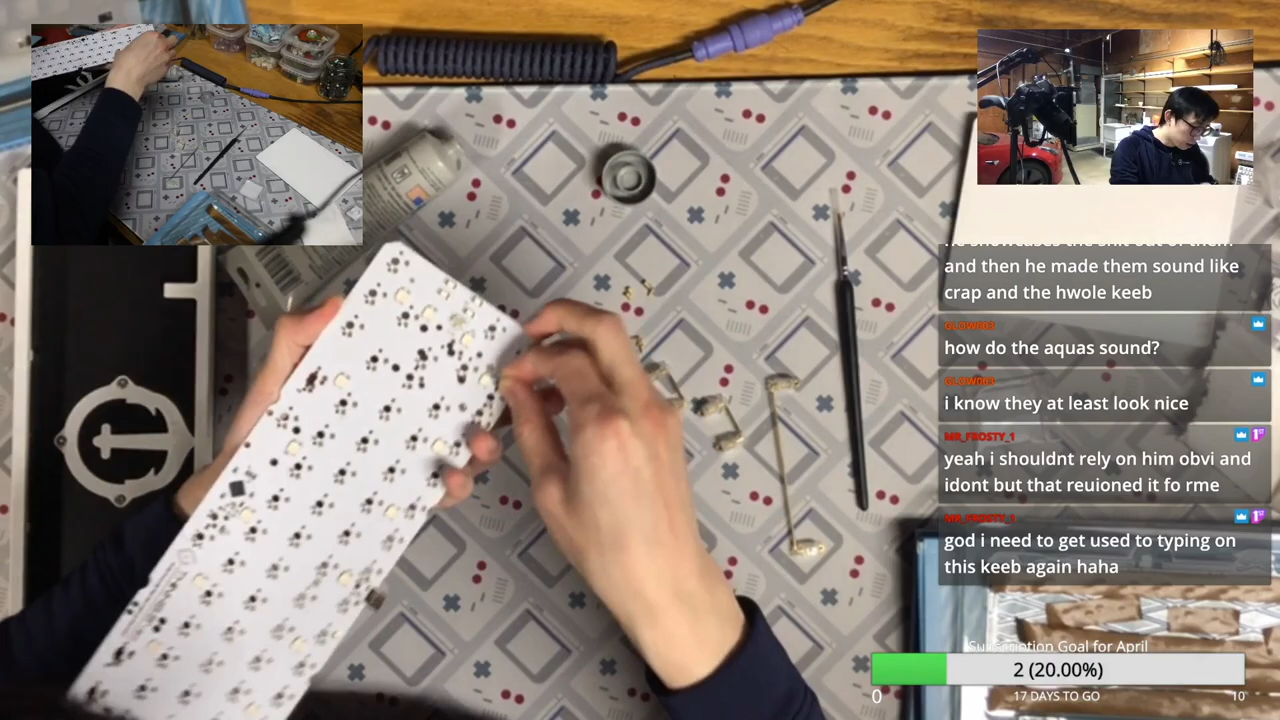 and then he made them sound like
crap and the hwole keeb
GLOW003
how do the aquas sound?
i know they at least look nice
MR_FROSTY_1
yeah i shouldnt rely on him obvi and
idont but that reuioned it fo rme
MR_FROSTY_1
god i need to get used to typing on
this keeb again haha
Subscription Goal for April
2 (20.00%)
0
17 DAYS TO GO
10